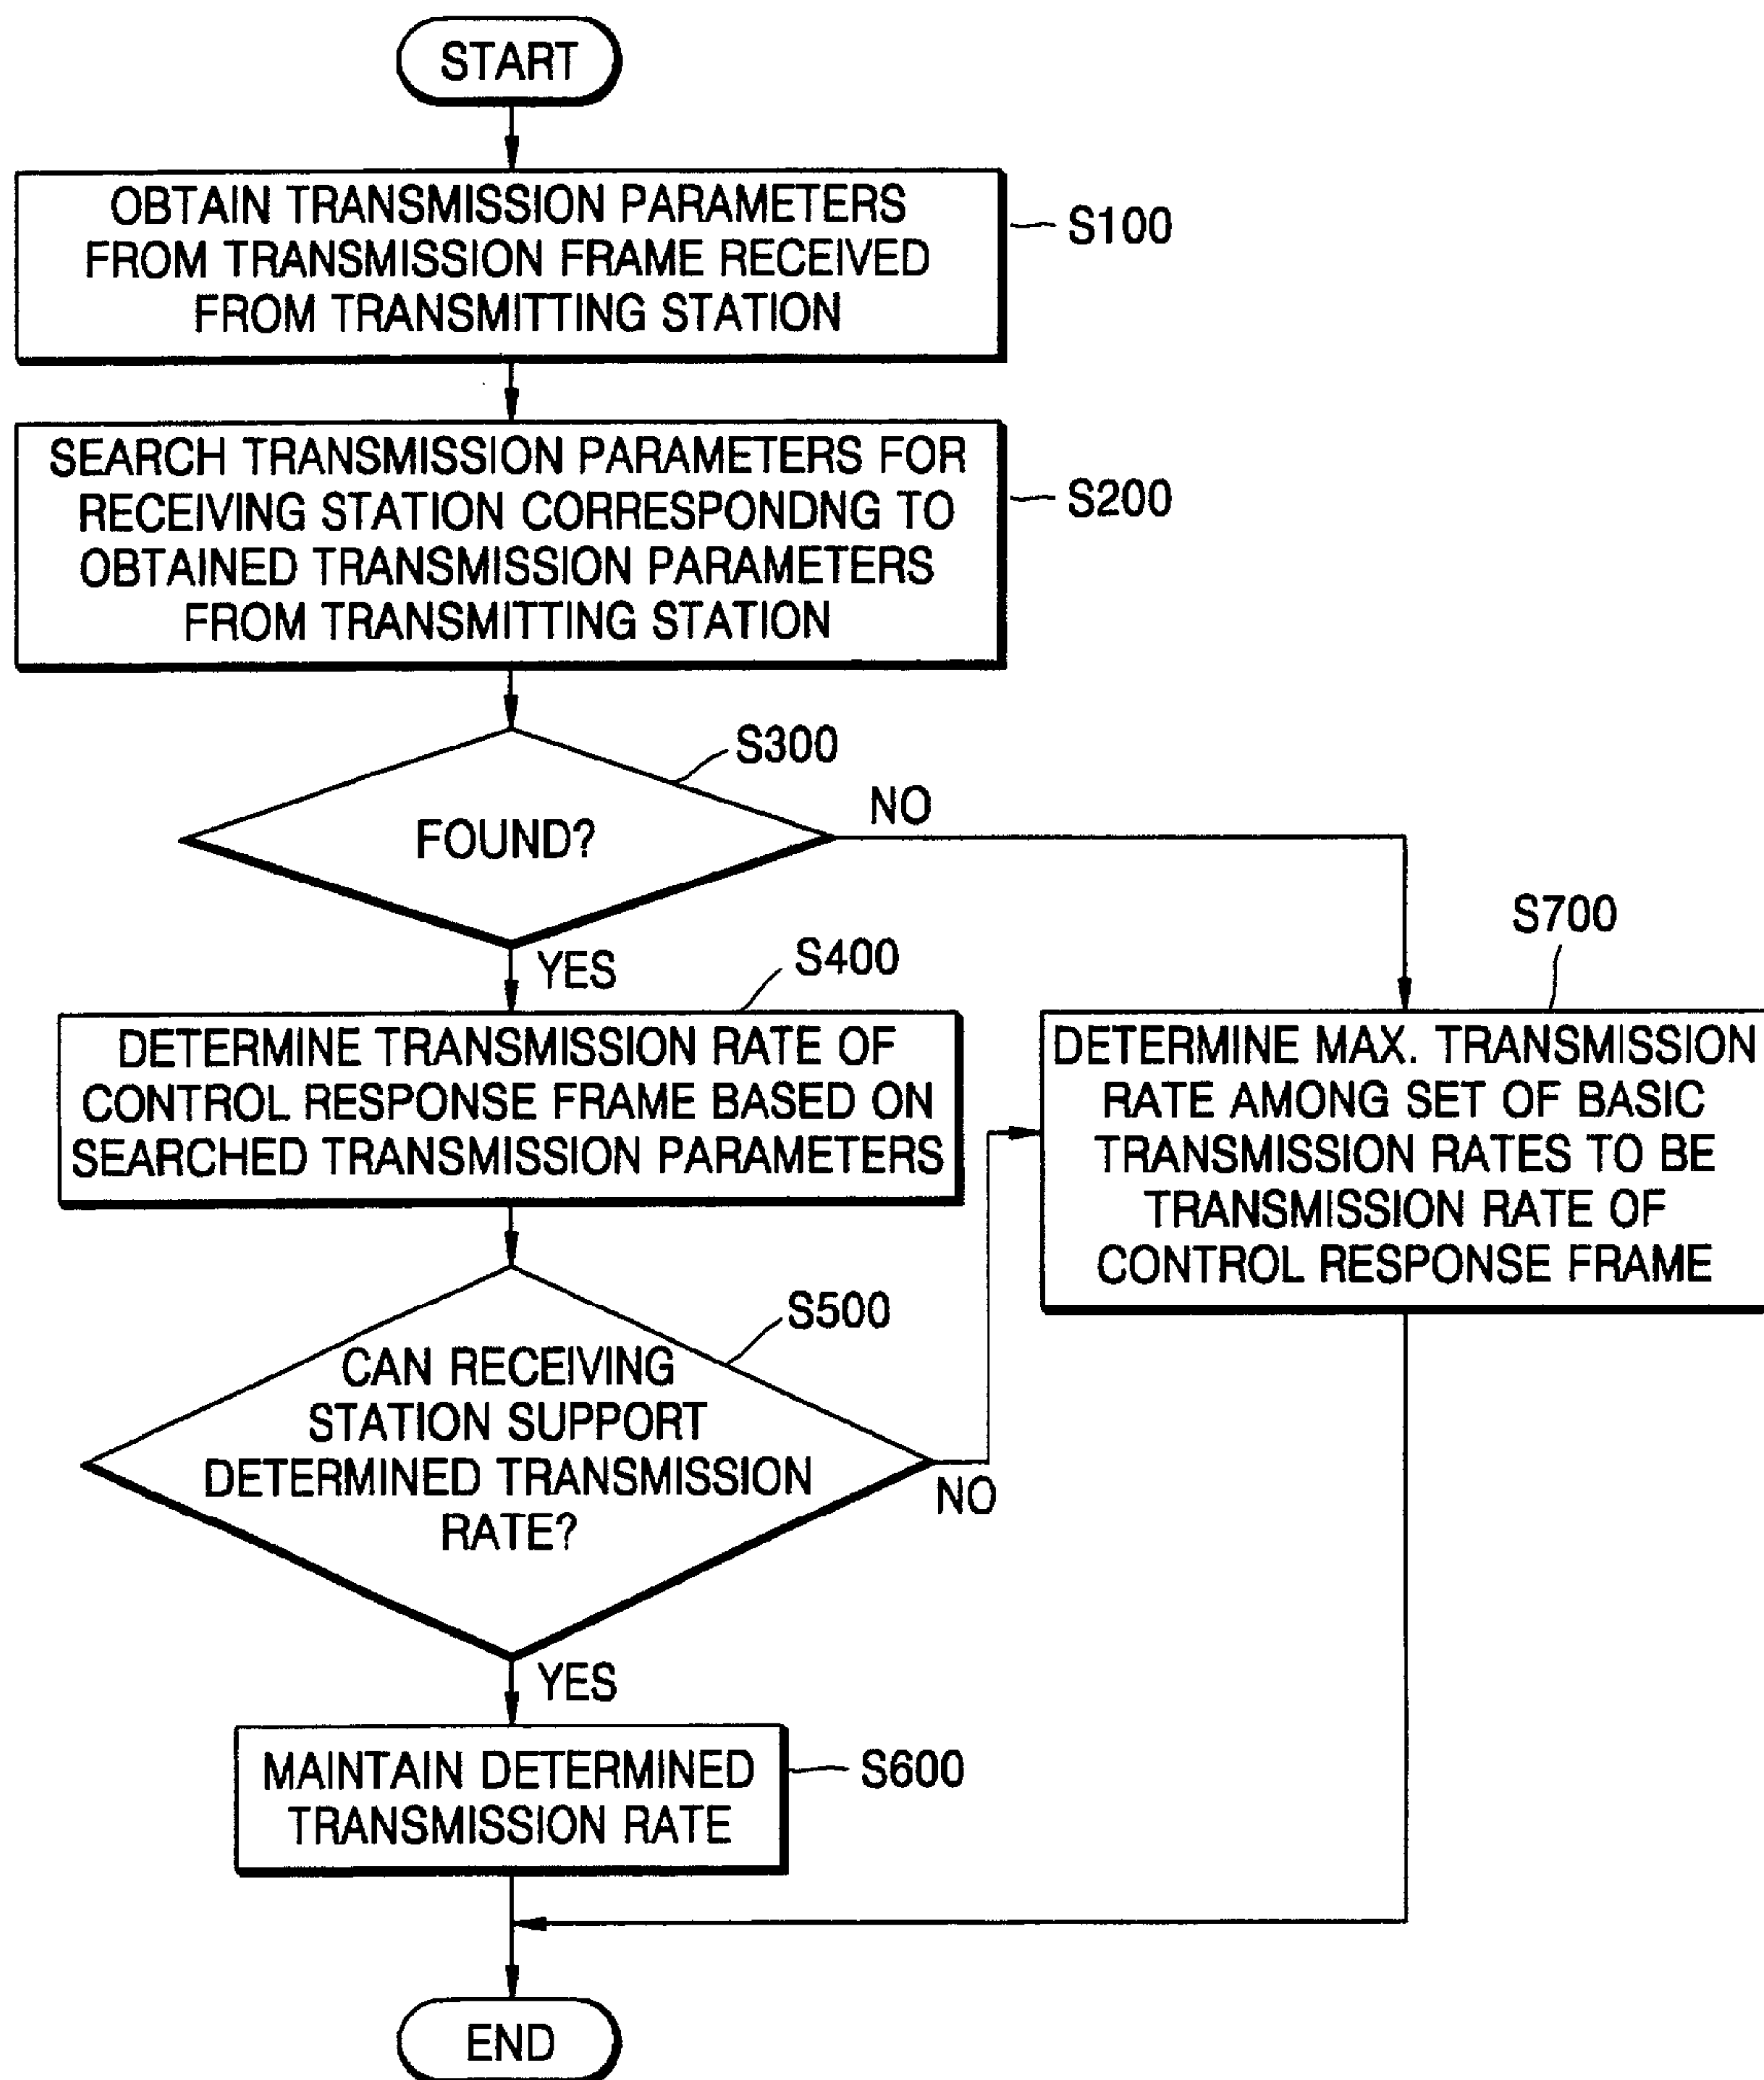 START
OBTAIN TRANSMISSION PARAMETERS
FROM TRANSMISSION FRAME RECEIVED
FROM TRANSMITTING STATION
S100
SEARCH TRANSMISSION PARAMETERS FOR
RECEIVING STATION CORRESPONDNG TO
OBTAINED TRANSMISSION PARAMETERS
FROM TRANSMITTING STATION
S200
S300
FOUND?
NO
YES
S400
DETERMINE TRANSMISSION RATE OF
CONTROL RESPONSE FRAME BASED ON
SEARCHED TRANSMISSION PARAMETERS
S700
DETERMINE MAX. TRANSMISSION
RATE AMONG SET OF BASIC
TRANSMISSION RATES TO BE
TRANSMISSION RATE OF
CONTROL RESPONSE FRAME
S500
CAN RECEIVING
STATION SUPPORT
DETERMINED TRANSMISSION
RATE?
NO
YES
MAINTAIN DETERMINED
TRANSMISSION RATE
S600
END